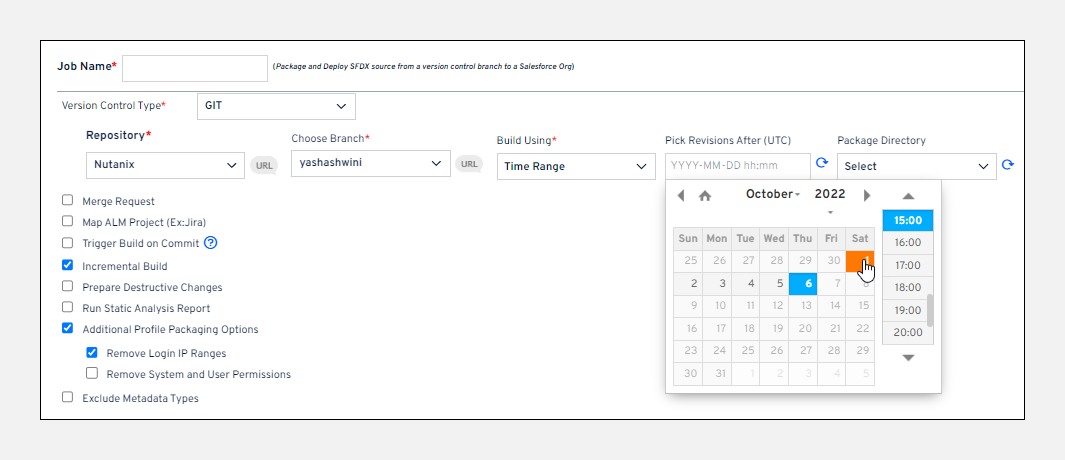 Job Name* (Package and Deploy SFDX source from a version control branch to a Salesforce Org)
Version Control Type* GIT
Repository* Choose Branch* Build Using* Pick Revisions After (UTC) Package Directory
Nutanix URL yashashwini URL Time Range YYYY-MM-DD hh:mm Select
Merge Request
Map ALM Project (Ex:Jira)
Trigger Build on Commit ?
Incremental Build
Prepare Destructive Changes
Run Static Analysis Report
Additional Profile Packaging Options
Remove Login IP Ranges
Remove System and User Permissions
Exclude Metadata Types
October 2022
Sun Mon Tue Wed Thu Fri Sat
25 26 27 28 29 30 1
2 3 4 5 6 7 8
9 10 11 12 13 14 15
16 17 18 19 20 21 22
23 24 25 26 27 28 29
30 31 1 2 3 4 5
15:00
16:00
17:00
18:00
19:00
20:00